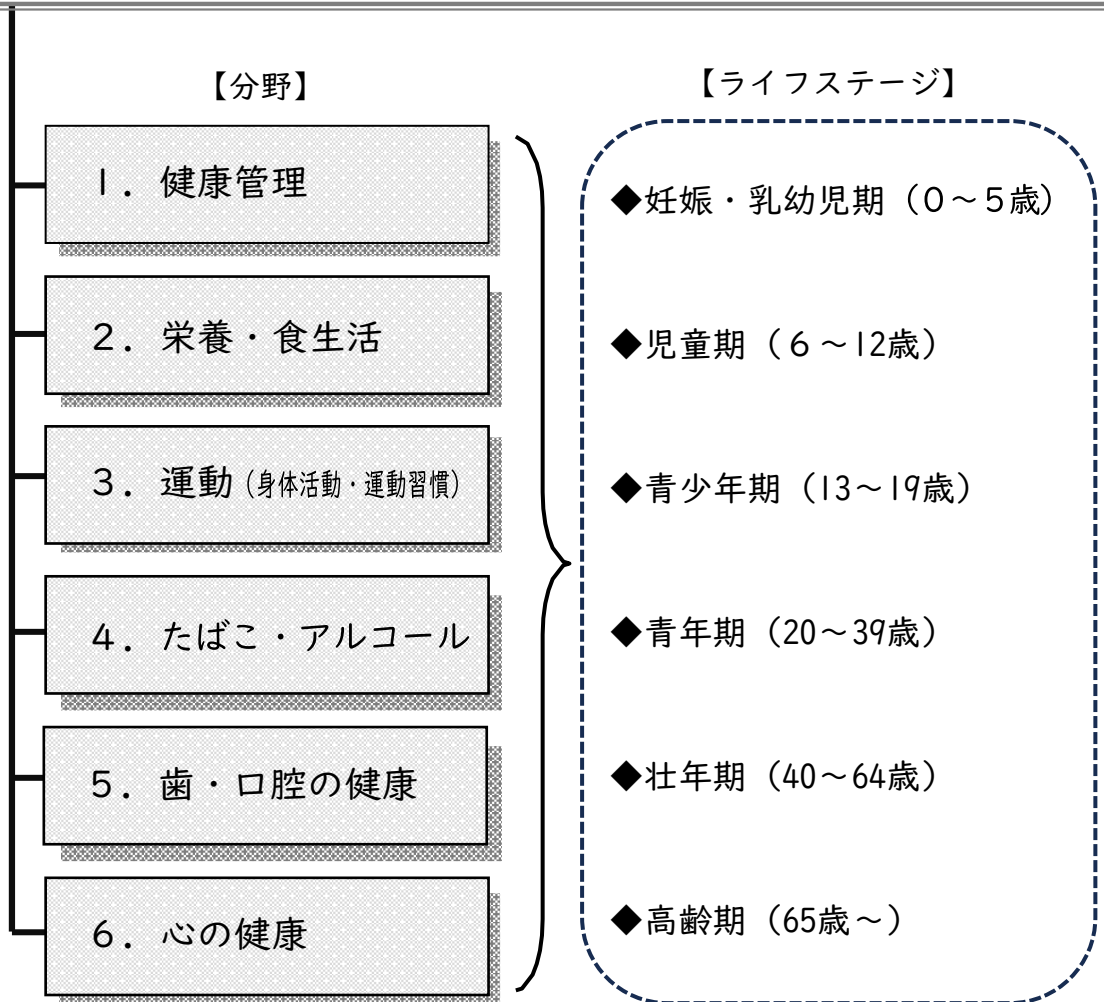 【分野】
１．健康管理
２．栄養・食生活
３．運動（身体活動・運動習慣）
４．たばこ・アルコール
５．歯・口腔の健康
６．心の健康
【ライフステージ】
◆妊娠・乳幼児期（０～５歳）
◆児童期（６～12歳）
◆青少年期（13～19歳）
◆青年期（20～39歳）
◆壮年期（40～64歳）
◆高齢期（65歳～）